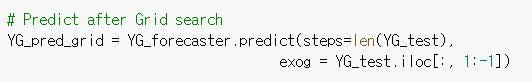 # Predict after Grid search
YG_pred_grid = YG_forecaster.predict(steps=len(YG_test),
exog = YG_test.iloc[:, 1:-1])